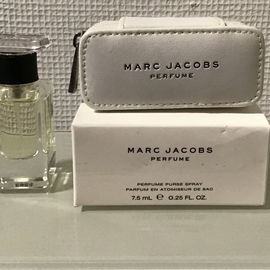 MARC JACOBS
PERFUME
MARC JACOBS
PERFUME
PERFUME PURSE SPRAY
PARFUM EN ATOMISEUR DE SAC
7.5 mL ℮ 0.25 FL. OZ.